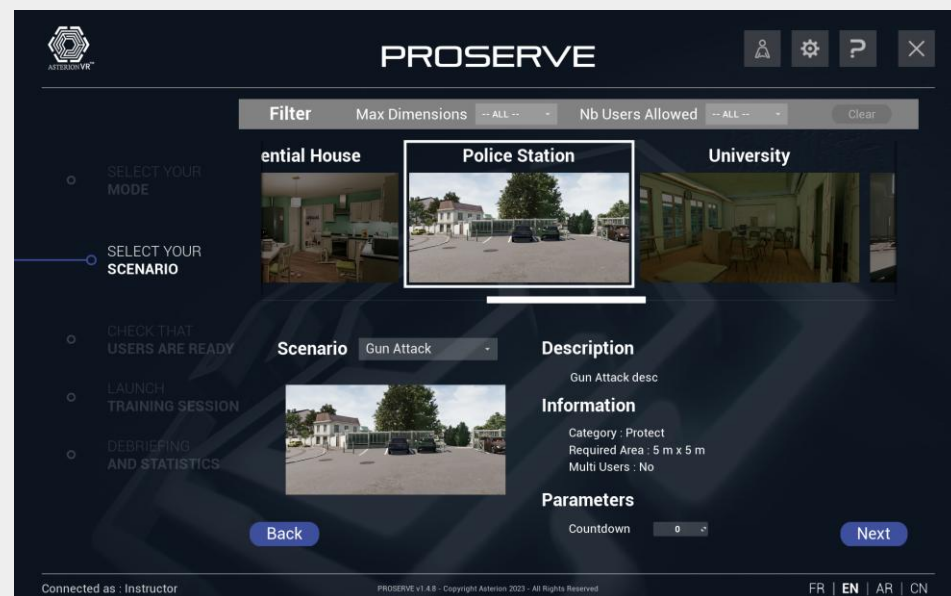 ASTERION VR™
PROSERVE
?
Filter Max Dimensions -- ALL -- Nb Users Allowed -- ALL -- Clear
ential House Police Station University
SELECT YOUR
MODE
SELECT YOUR
SCENARIO
CHECK THAT
USERS ARE READY
LAUNCH
TRAINING SESSION
DEBRIEFING
AND STATISTICS
Scenario Gun Attack
Description
Gun Attack desc
Information
Category : Protect
Required Area : 5 m x 5 m
Multi Users : No
Parameters
Countdown 0
Back
Next
Connected as : Instructor PROSERVE v1.4.8 - Copyright Asterion 2023 - All Rights Reserved FR | EN | AR | CN